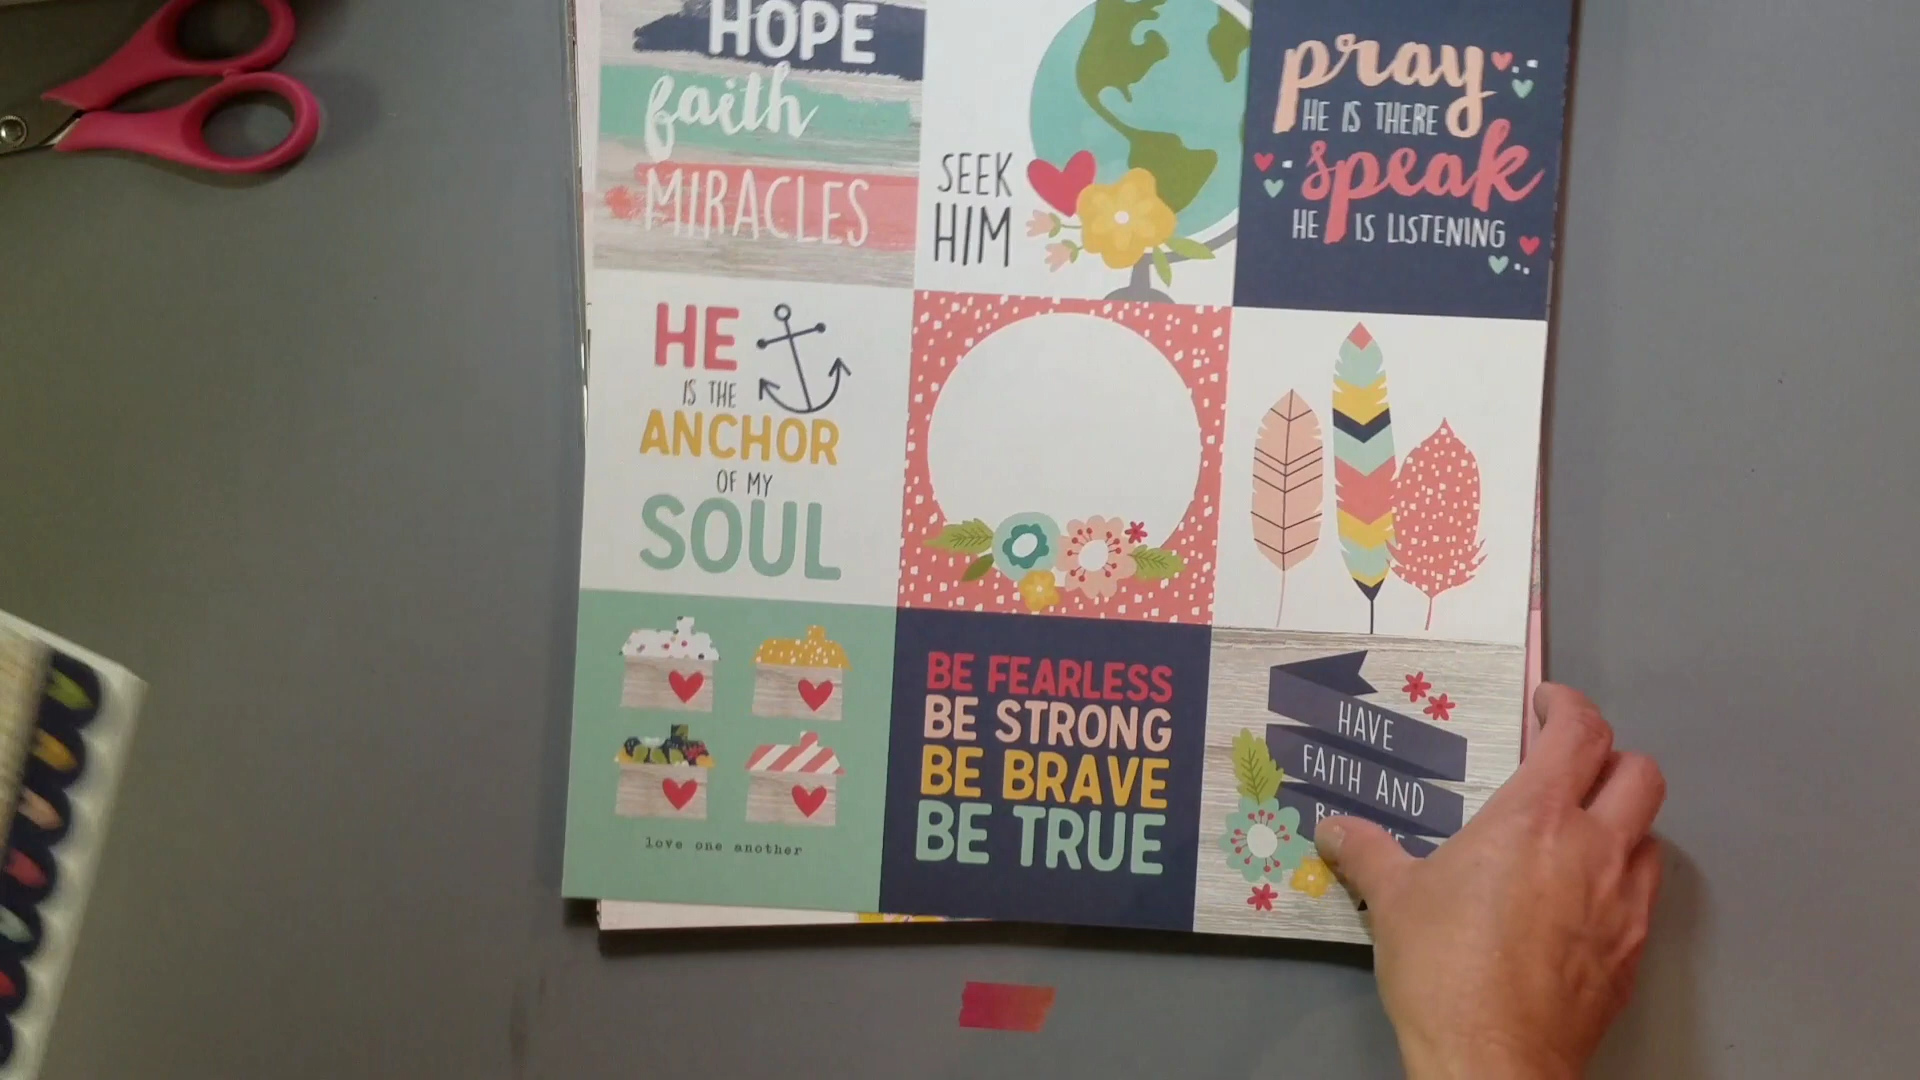 HOPE
faith
MIRACLES
SEEK
HIM
pray
HE IS THERE
speak
HE IS LISTENING
HE
IS THE
ANCHOR
OF MY
SOUL
love one another
BE FEARLESS
BE STRONG
BE BRAVE
BE TRUE
HAVE
FAITH AND